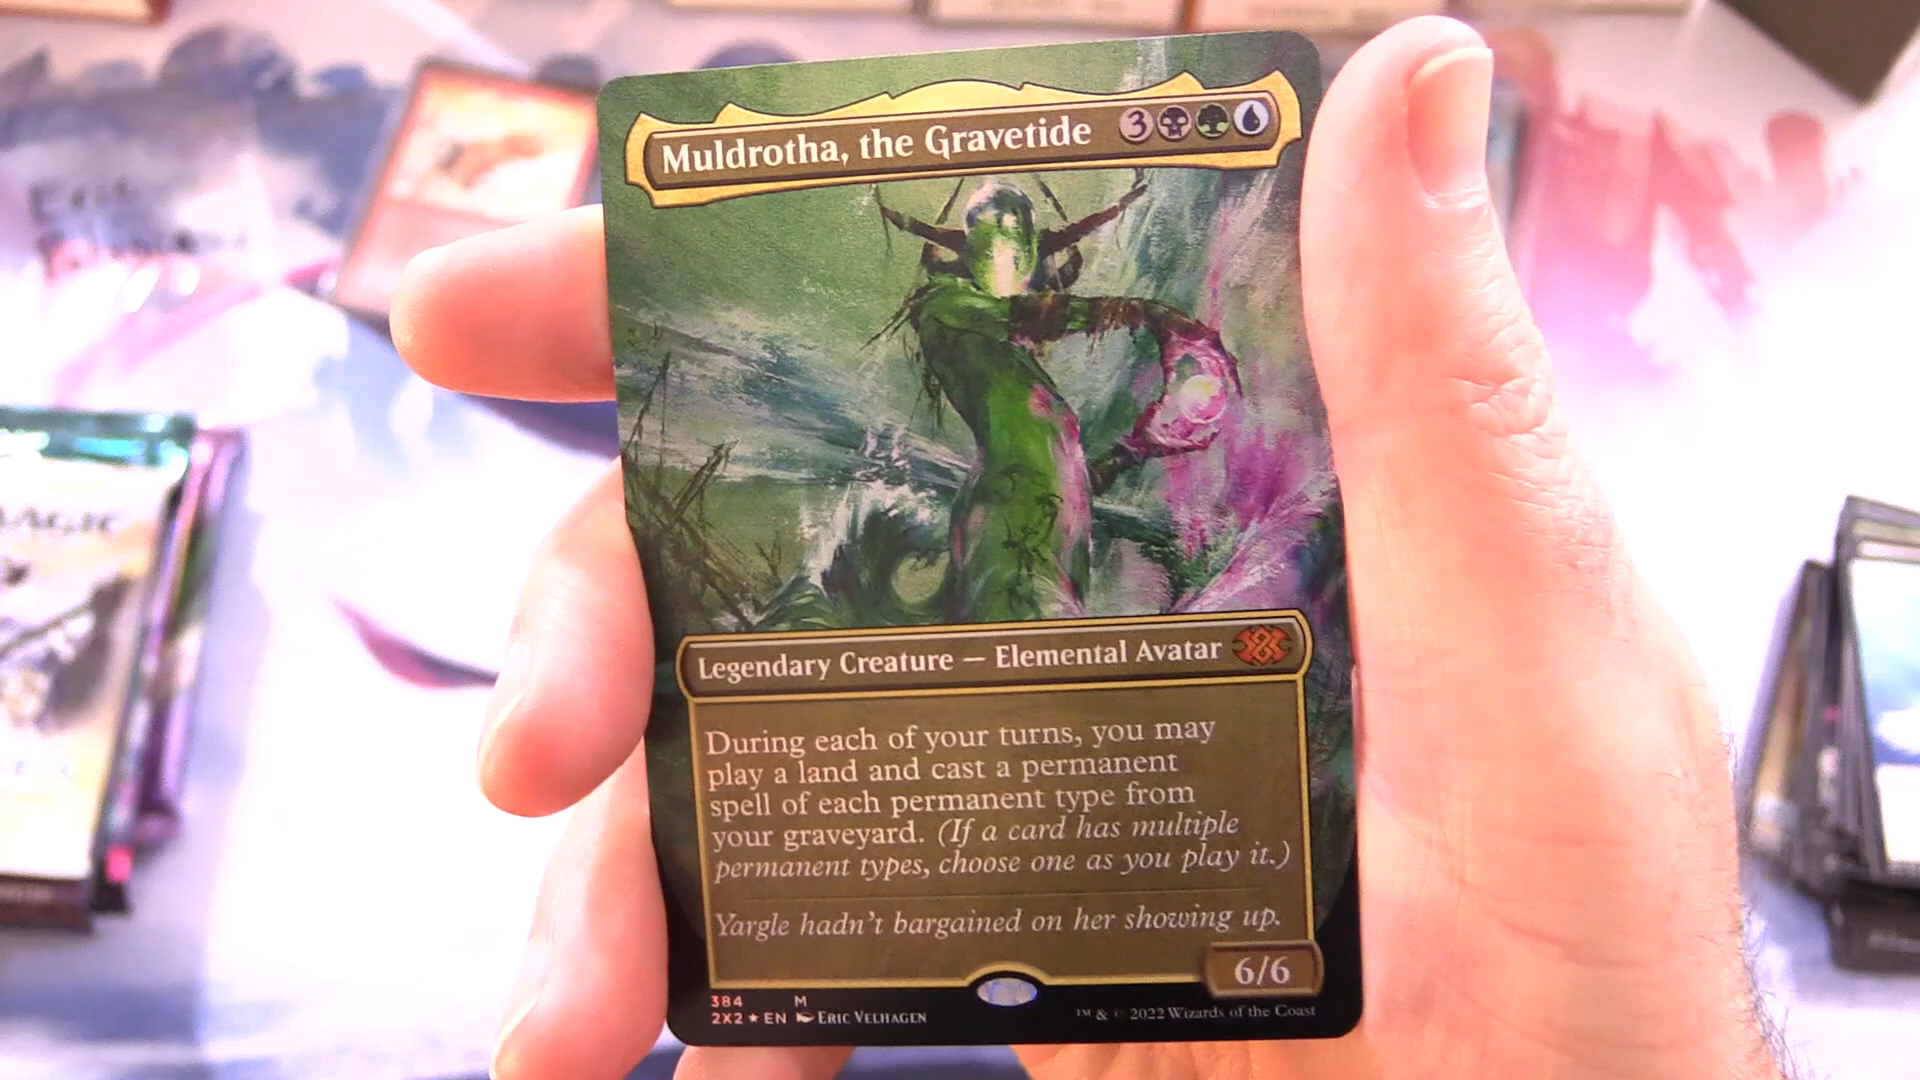 Muldrotha, the Gravetide 3
Legendary Creature — Elemental Avatar
During each of your turns, you may
play a land and cast a permanent
spell of each permanent type from
your graveyard. (If a card has multiple
permanent types, choose one as you play it.)
Yargle hadn't bargained on her showing up.
6/6
384 M
2X2 ★ EN ERIC VELHAGEN
™ & © 2022 Wizards of the Coast
MAGIC